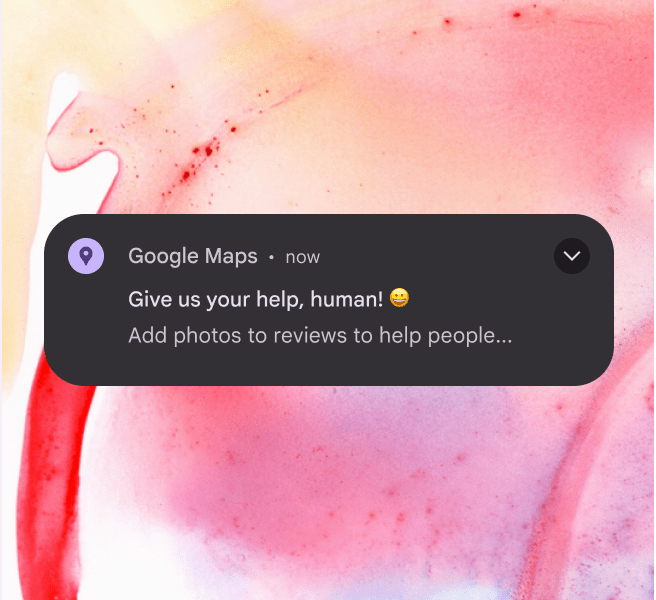 Google Maps • now
Give us your help, human! 😀
Add photos to reviews to help people...